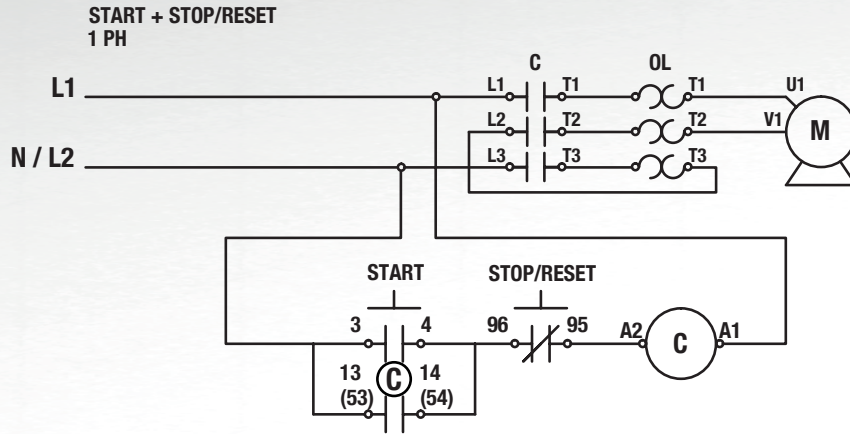 START + STOP/RESET
1 PH
C OL
L1 L1 T1 T1 U1
L2 T2 T2 V1 M
N / L2 L3 T3 T3
START STOP/RESET
3 4 96 95 A2 C A1
13 C 14
(53) (54)